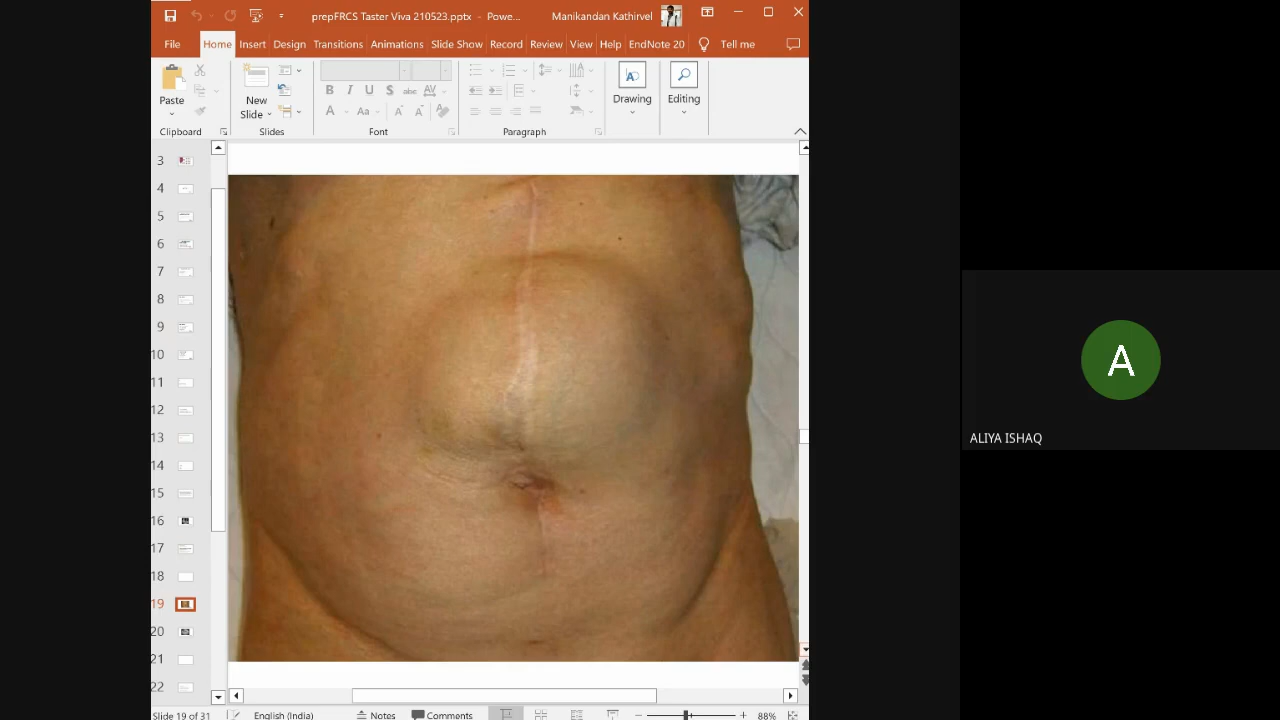 prepFRCS Taster Viva 210523.pptx - Powe... Manikandan Kathirvel
File Home Insert Design Transitions Animations Slide Show Record Review View Help EndNote 20 Tell me
Paste
New Slide
B I U S abc AV
A Aa A A
Drawing
Editing
Clipboard Slides Font Paragraph
3
4
5
6
7
8
9
10
11
12
13
14
15
16
17
18
19
20
21
22
A
ALIYA ISHAQ
Slide 19 of 31 English (India) Notes Comments 88%